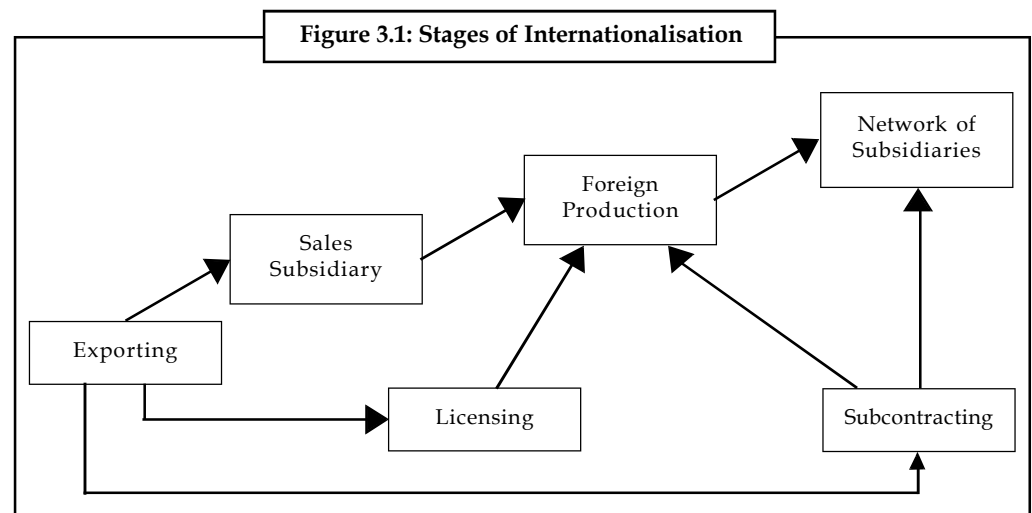 Figure 3.1: Stages of Internationalisation
Network of
Subsidiaries
Foreign
Production
Sales
Subsidiary
Exporting
Licensing
Subcontracting